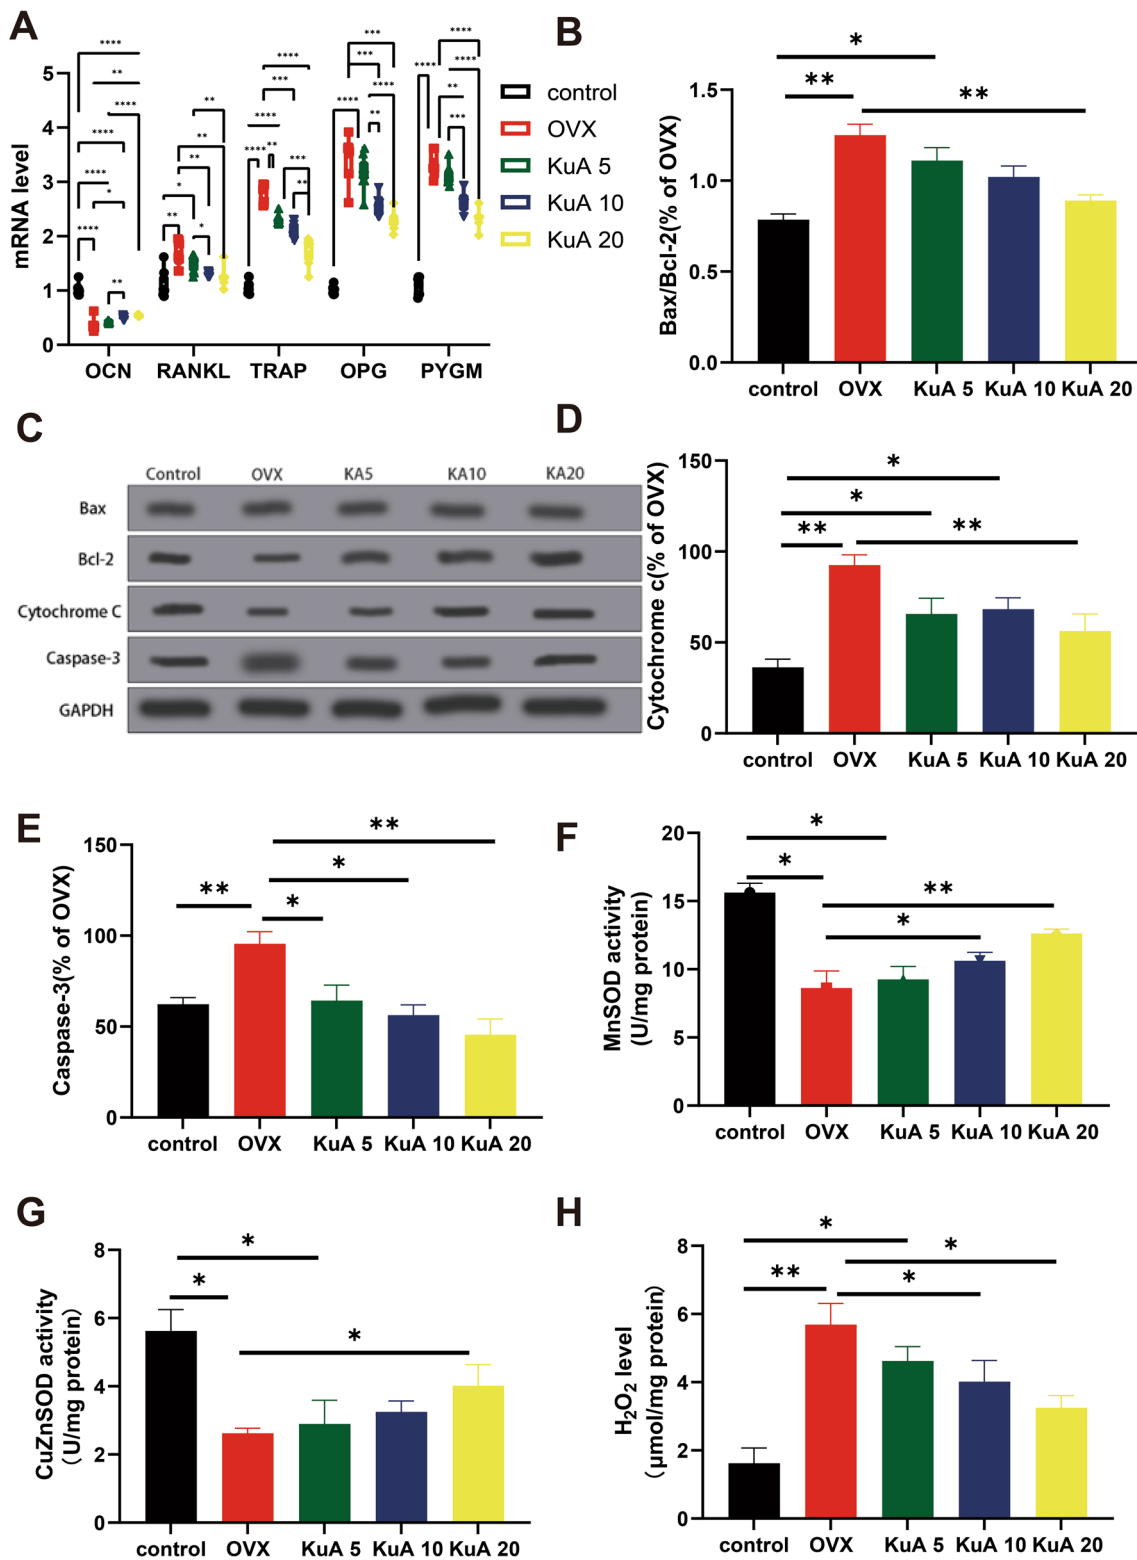 A
mRNA level
5
4
3
2
1
0
**** **** *** ****
** *** *** ****
**** ** **** **
**** **** ** **** ** ****
**** * ** **** ** *** ***
* ** **
**** ** *
**
OCN RANKL TRAP OPG PYGM
control
OVX
KuA 5
KuA 10
KuA 20
B
Bax/Bcl-2(% of OVX)
1.5
1.0
0.5
0.0
*
** **
control OVX KuA 5 KuA 10 KuA 20
C
Control OVX KA5 KA10 KA20
Bax
Bcl-2
Cytochrome C
Caspase-3
GAPDH
D
Cytochrome c(% of OVX)
150
100
50
0
*
*
** **
control OVX KuA 5 KuA 10 KuA 20
E
Caspase-3(% of OVX)
150
100
50
0
**
*
** *
control OVX KuA 5 KuA 10 KuA 20
F
MnSOD activity
(U/mg protein)
20
15
10
5
0
*
*
**
*
control OVX KuA 5 KuA 10 KuA 20
G
CuZnSOD activity
（U/mg protein）
8
6
4
2
0
*
*
*
control OVX KuA 5 KuA 10 KuA 20
H
H₂O₂ level
（μmol/mg protein）
8
6
4
2
0
*
*
** *
control OVX KuA 5 KuA 10 KuA 20